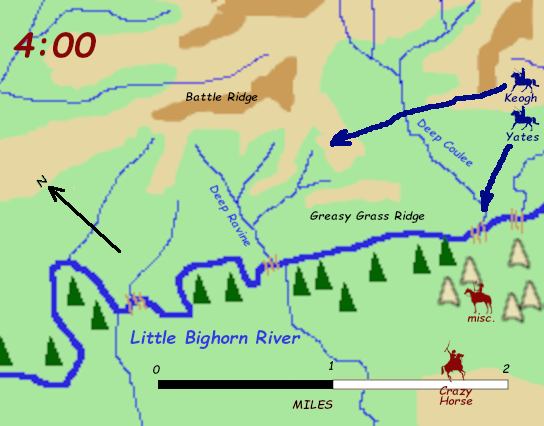 4:00
Battle Ridge
Keogh
Yates
Deep Coulee
N
Deep Ravine
Greasy Grass Ridge
misc.
Little Bighorn River
0 1 2
MILES
Crazy
Horse